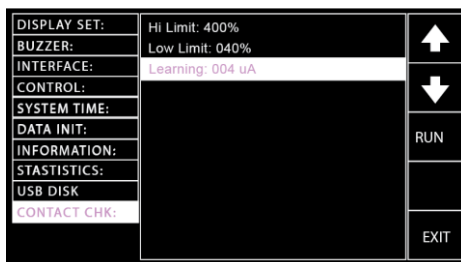 DISPLAY SET:
BUZZER:
INTERFACE:
CONTROL:
SYSTEM TIME:
DATA INIT:
INFORMATION:
STASTISTICS:
USB DISK
CONTACT CHK:
Hi Limit: 400%
Low Limit: 040%
Learning: 004 uA
RUN
EXIT